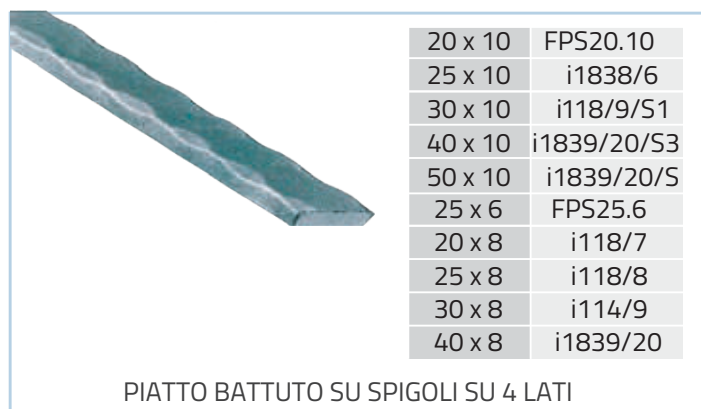 20 x 10 FPS20.10
25 x 10 i1838/6
30 x 10 i118/9/S1
40 x 10 i1839/20/S3
50 x 10 i1839/20/S
25 x 6 FPS25.6
20 x 8 i118/7
25 x 8 i118/8
30 x 8 i114/9
40 x 8 i1839/20
PIATTO BATTUTO SU SPIGOLI SU 4 LATI